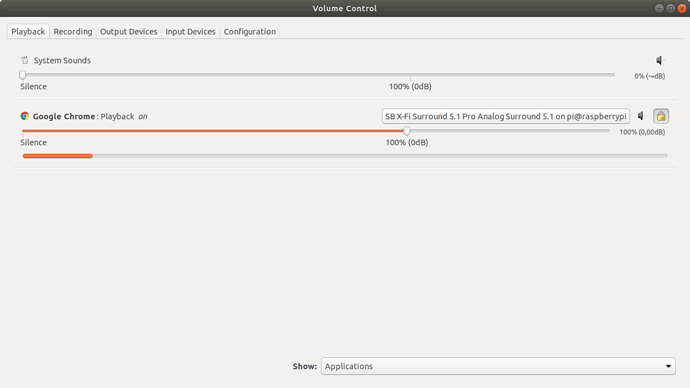 Volume Control
Playback Recording Output Devices Input Devices Configuration
System Sounds
0% (-∞dB)
Silence 100% (0dB)
Google Chrome: Playback on SB X-Fi Surround 5.1 Pro Analog Surround 5.1 on pi@raspberrypi
100% (0,00dB)
Silence 100% (0dB)
Show: Applications